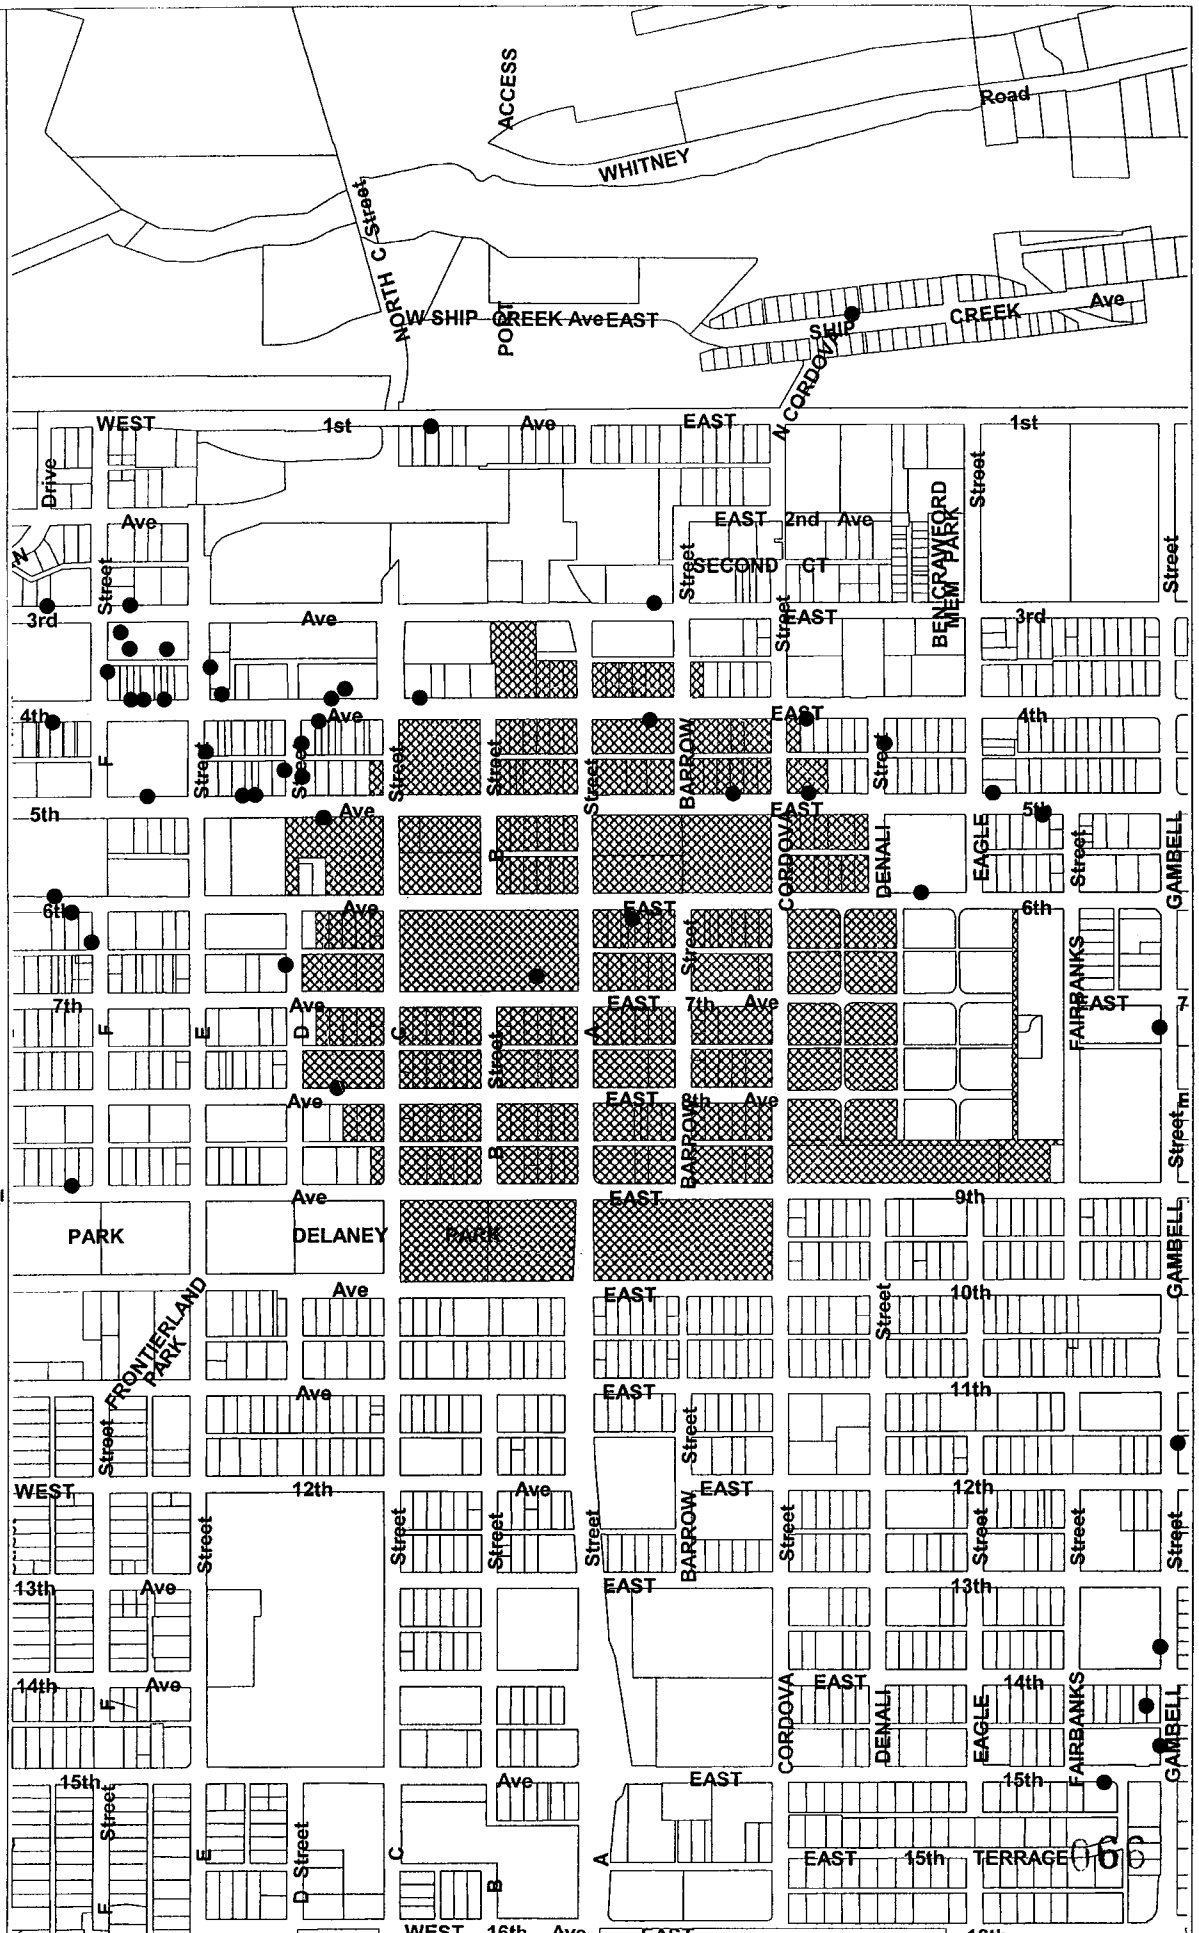 ACCESS
Road
WHITNEY
NORTH C Street
Ave
W SHIP CREEK Ave EAST
PORT
SHIP
CREEK
N CORDOVA
WEST
1st
Ave
EAST
1st
Drive
Street
Ave
EAST 2nd Ave
BEN CRAWFORD
MEM PARK
N
Street
Street
SECOND CT
Street
3rd
Ave
Street
EAST
3rd
4th
Ave
EAST
4th
F
Street
Street
Street
Street
Street
BARROW
Street
5th
Ave
EAST
5th
B
CORDOVA
DENALI
EAGLE
Street
GAMBELL
6th
Ave
EAST
6th
Street
FAIRBANKS
7th
Ave
EAST 7th Ave
EAST
7
F
E
D
C
Street
A
Ave
EAST 8th Ave
B
BARROW
Street
E
Ave
EAST
9th
PARK
DELANEY
PARK
GAMBELL
FRONTIERLAND
PARK
Ave
EAST
10th
Street
Ave
EAST
11th
Street
Street
WEST
12th
Ave
EAST
12th
Street
Street
Street
Street
BARROW
Street
Street
Street
Street
13th
Ave
EAST
13th
14th
Ave
EAST
14th
F
CORDOVA
DENALI
EAGLE
FAIRBANKS
GAMBELL
15th
Ave
EAST
15th
Street
E
D Street
C
A
EAST 15th TERRACE
066
F
B
WEST 16th Ave
EAST